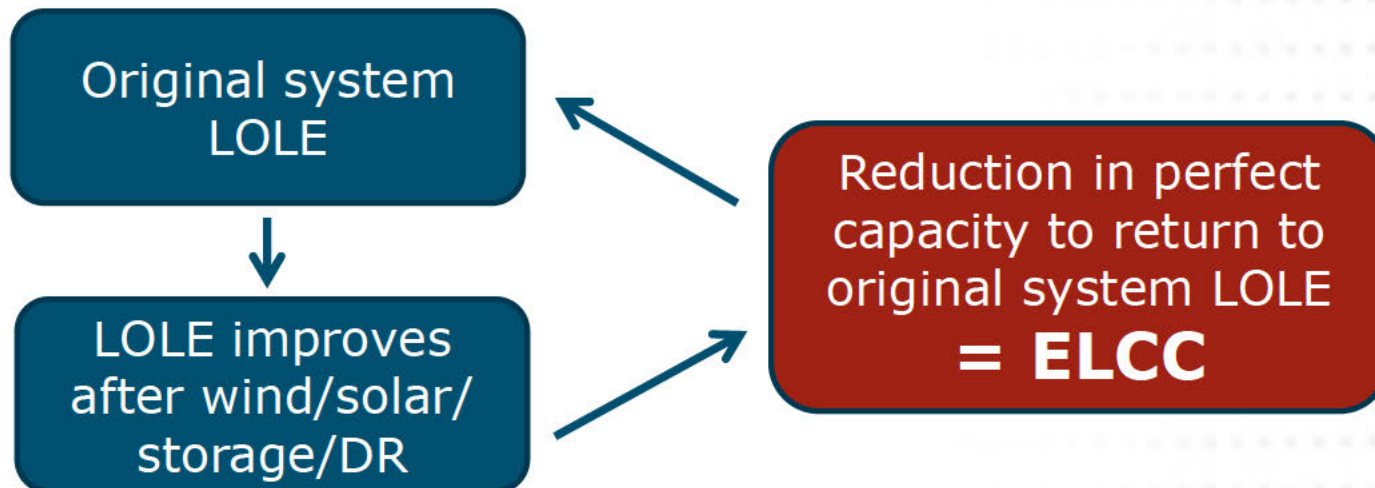 Original system
LOLE
LOLE improves
after wind/solar/
storage/DR
Reduction in perfect
capacity to return to
original system LOLE
= ELCC